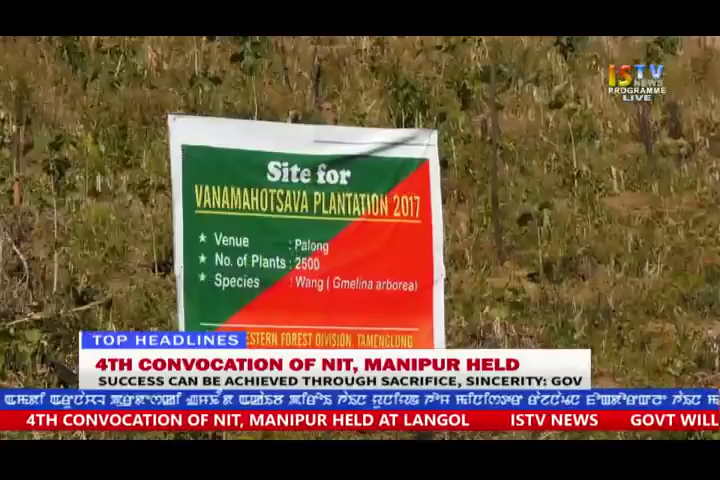 ISTV
NEWS
PROGRAMME
LIVE
Site for
VANAMAHOTSAVA PLANTATION 2017
Venue : Palong
No. of Plants : 2500
Species : Wang ( Gmelina arborea)
ESTERN FOREST DIVISION, TAMENGLONG
TOP HEADLINES
4TH CONVOCATION OF NIT, MANIPUR HELD
SUCCESS CAN BE ACHIEVED THROUGH SACRIFICE, SINCERITY: GOV
4TH CONVOCATION OF NIT, MANIPUR HELD AT LANGOL ISTV NEWS GOVT WILL